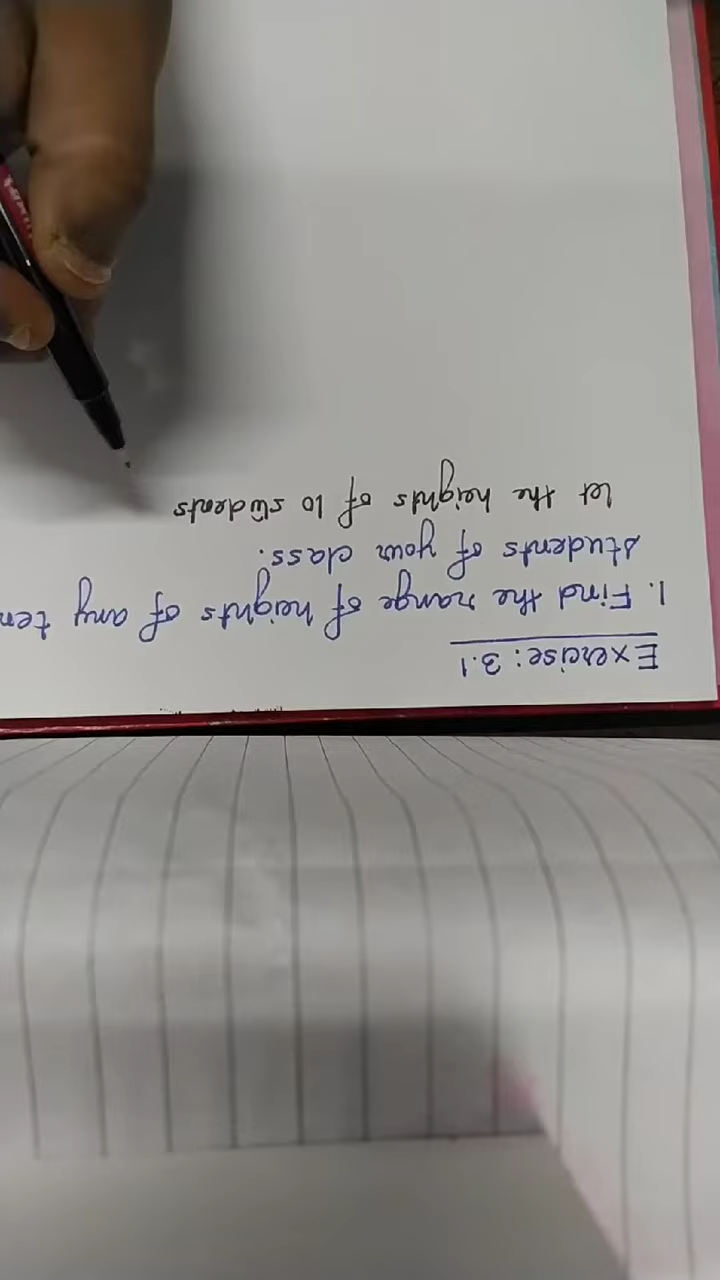 Exercise: 3.1
1. Find the range of heights of any ten
students of your class.
let the heights of 10 students